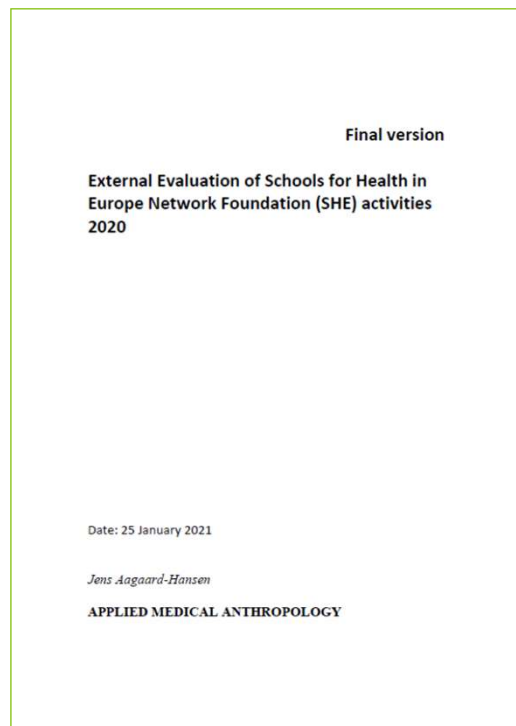 Final version
External Evaluation of Schools for Health in
Europe Network Foundation (SHE) activities
2020
Date: 25 January 2021
Jens Aagaard-Hansen
APPLIED MEDICAL ANTHROPOLOGY